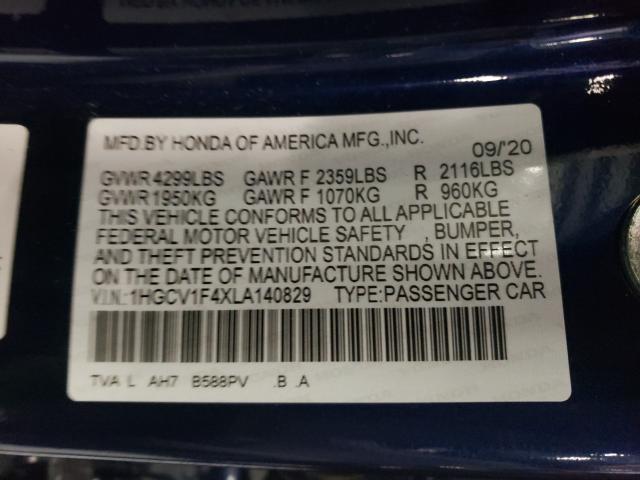 MFD.BY HONDA OF AMERICA MFG.,INC.
09/'20
GVWR 4299LBS GAWR F 2359LBS R 2116LBS
GVWR 1950KG GAWR F 1070KG R 960KG
THIS VEHICLE CONFORMS TO ALL APPLICABLE
FEDERAL MOTOR VEHICLE SAFETY , BUMPER,
AND THEFT PREVENTION STANDARDS IN EFFECT
ON THE DATE OF MANUFACTURE SHOWN ABOVE.
V.I.N.:1HGCV1F4XLA140829 TYPE:PASSENGER CAR
TVA L AH7 B588PV .B .A